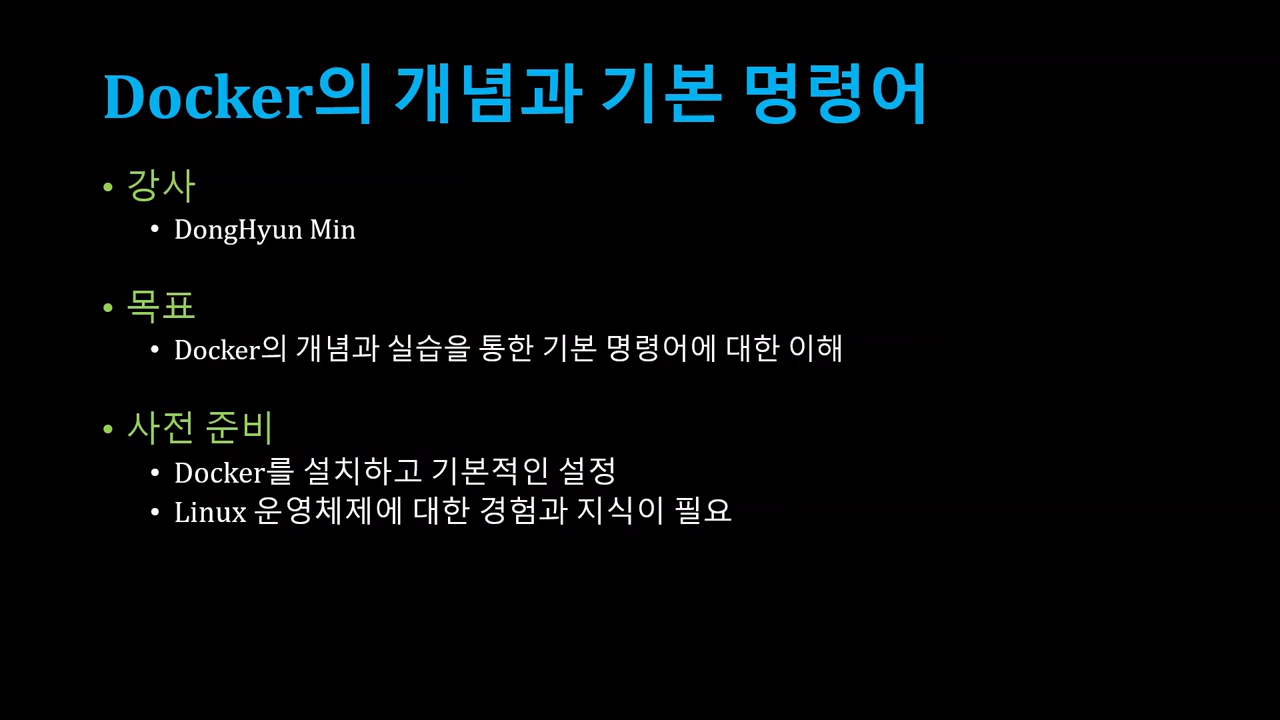 Docker의 개념과 기본 명령어
• 강사
• DongHyun Min
• 목표
• Docker의 개념과 실습을 통한 기본 명령어에 대한 이해
• 사전 준비
• Docker를 설치하고 기본적인 설정
• Linux 운영체제에 대한 경험과 지식이 필요